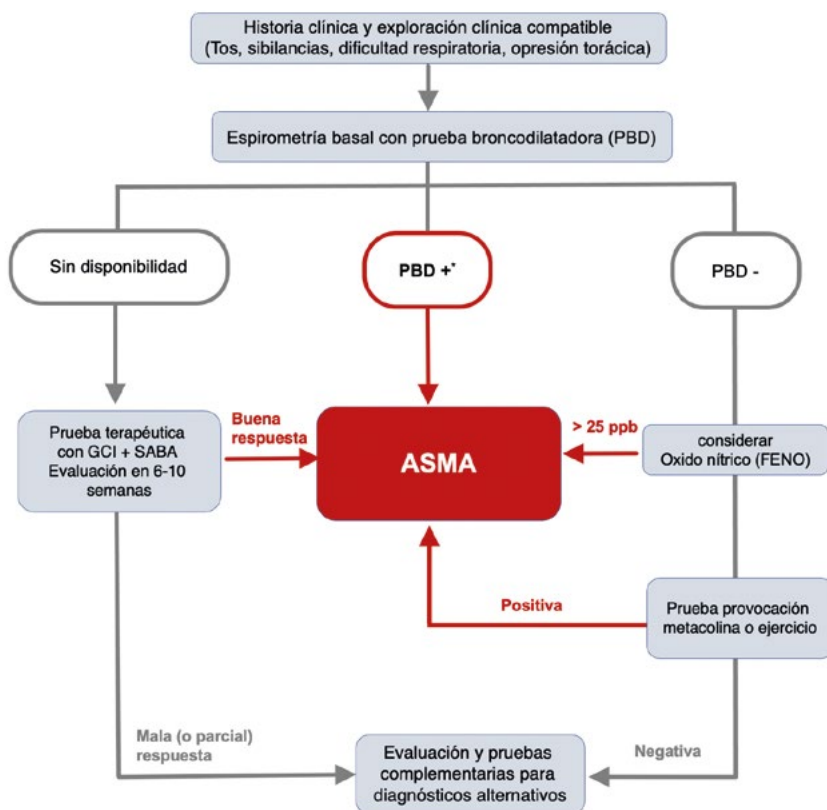 Historia clínica y exploración clínica compatible
(Tos, sibilancias, dificultad respiratoria, opresión torácica)
Espirometría basal con prueba broncodilatadora (PBD)
Sin disponibilidad
PBD +*
PBD -
Prueba terapéutica
con GCI + SABA
Evaluación en 6-10
semanas
Buena
respuesta
ASMA
> 25 ppb
considerar
Oxido nítrico (FENO)
Positiva
Prueba provocación
metacolina o ejercicio
Mala (o parcial)
respuesta
Evaluación y pruebas
complementarias para
diagnósticos alternativos
Negativa